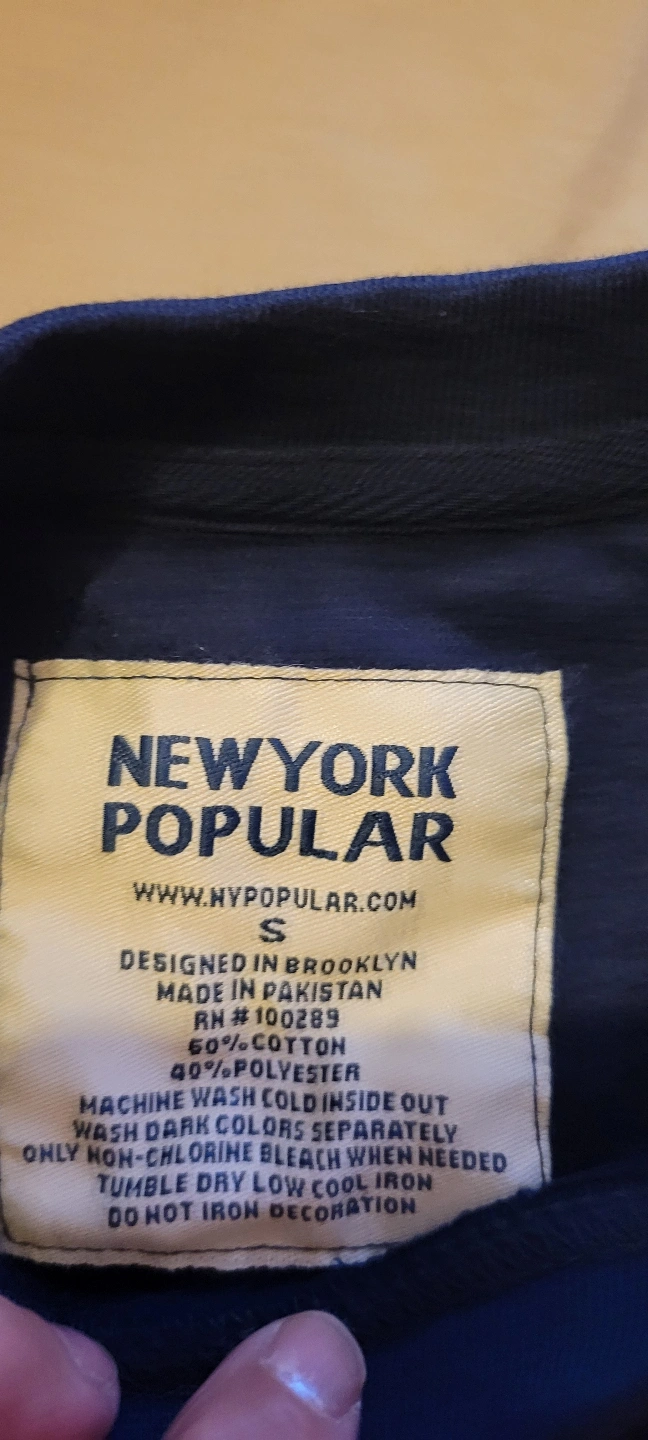 NEWYORK
POPULAR
WWW.NYPOPULAR.COM
S
DESIGNED IN BROOKLYN
MADE IN PAKISTAN
RN # 100289
60% COTTON
40% POLYESTER
MACHINE WASH COLD INSIDE OUT
WASH DARK COLORS SEPARATELY
ONLY NON-CHLORINE BLEACH WHEN NEEDED
TUMBLE DRY LOW COOL IRON
DO NOT IRON DECORATION